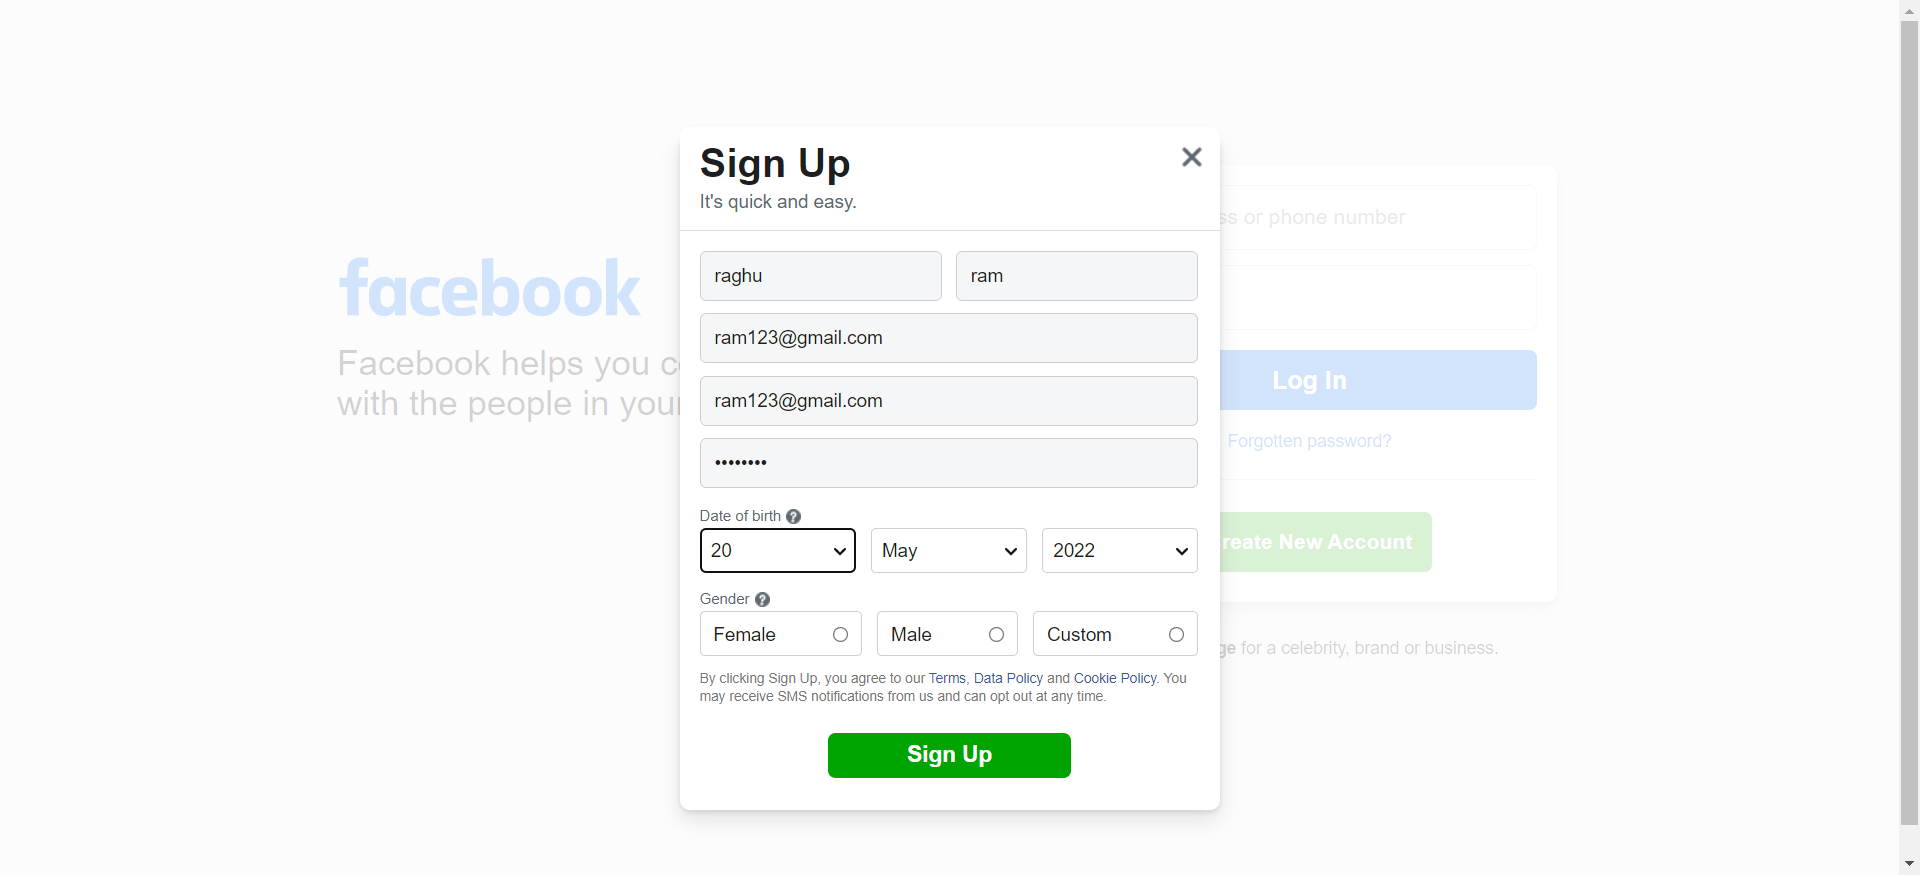 Sign Up
It's quick and easy.
raghu ram
ram123@gmail.com
ram123@gmail.com
••••••••
Date of birth ?
20 May 2022
Gender ?
Female Male Custom
By clicking Sign Up, you agree to our Terms, Data Policy and Cookie Policy. You
may receive SMS notifications from us and can opt out at any time.
Sign Up
facebook
Facebook helps you
with the people in your
or phone number
Log In
Forgotten password?
New Account
for a celebrity, brand or business.